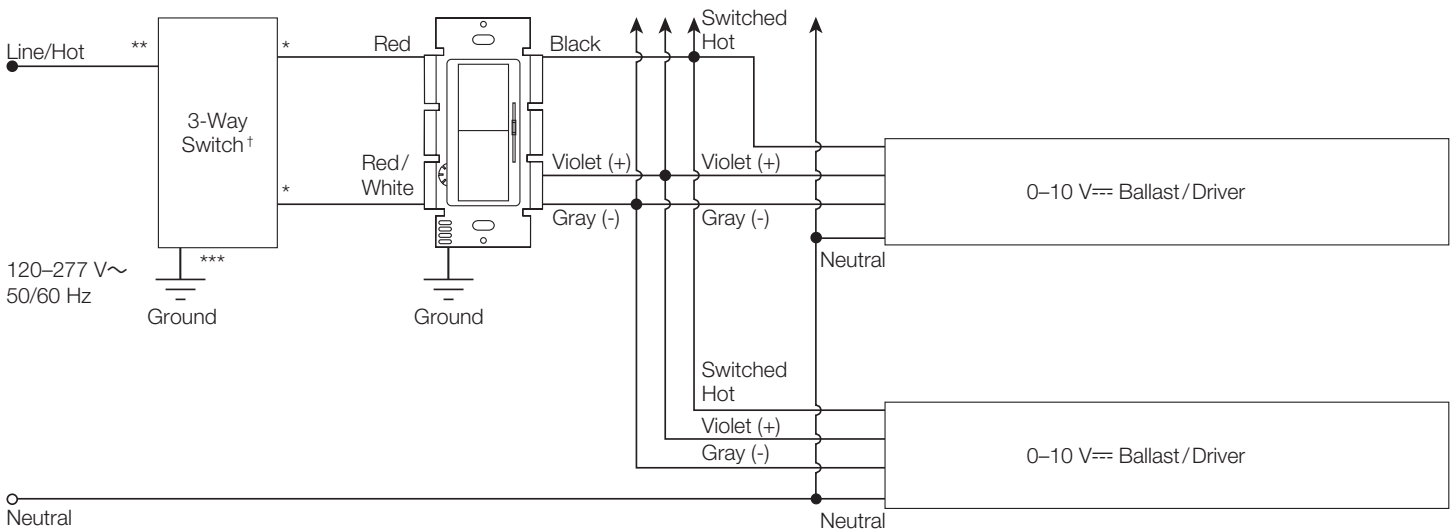 Line/Hot
**
*
Red
Black
Switched
Hot
3-Way
Switch†
Red/
White
*
Violet (+)
Violet (+)
Gray (-)
Gray (-)
0–10 V⎓ Ballast/Driver
Neutral
120–277 V~
50/60 Hz
***
Ground
Ground
Switched
Hot
Violet (+)
Gray (-)
0–10 V⎓ Ballast/Driver
Neutral
Neutral